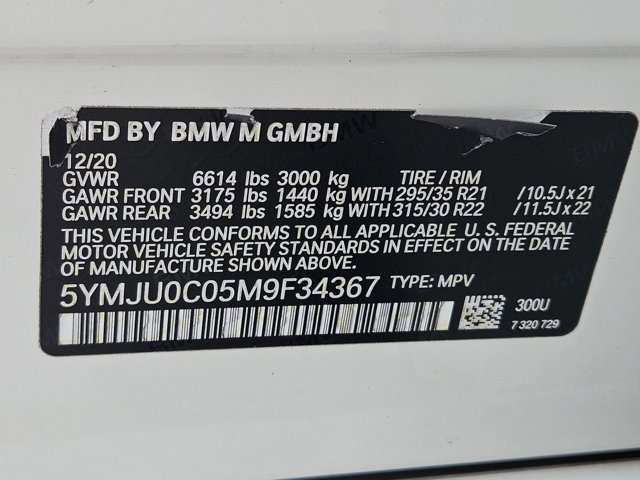 MFD BY BMW M GMBH
12/20
GVWR 6614 lbs 3000 kg TIRE / RIM
GAWR FRONT 3175 lbs 1440 kg WITH 295/35 R21 / 10.5J x 21
GAWR REAR 3494 lbs 1585 kg WITH 315/30 R22 / 11.5J x 22
THIS VEHICLE CONFORMS TO ALL APPLICABLE U. S. FEDERAL
MOTOR VEHICLE SAFETY STANDARDS IN EFFECT ON THE
DATE OF MANUFACTURE SHOWN ABOVE.
5YMJU0C05M9F34367 TYPE: MPV
300U
7 320 729